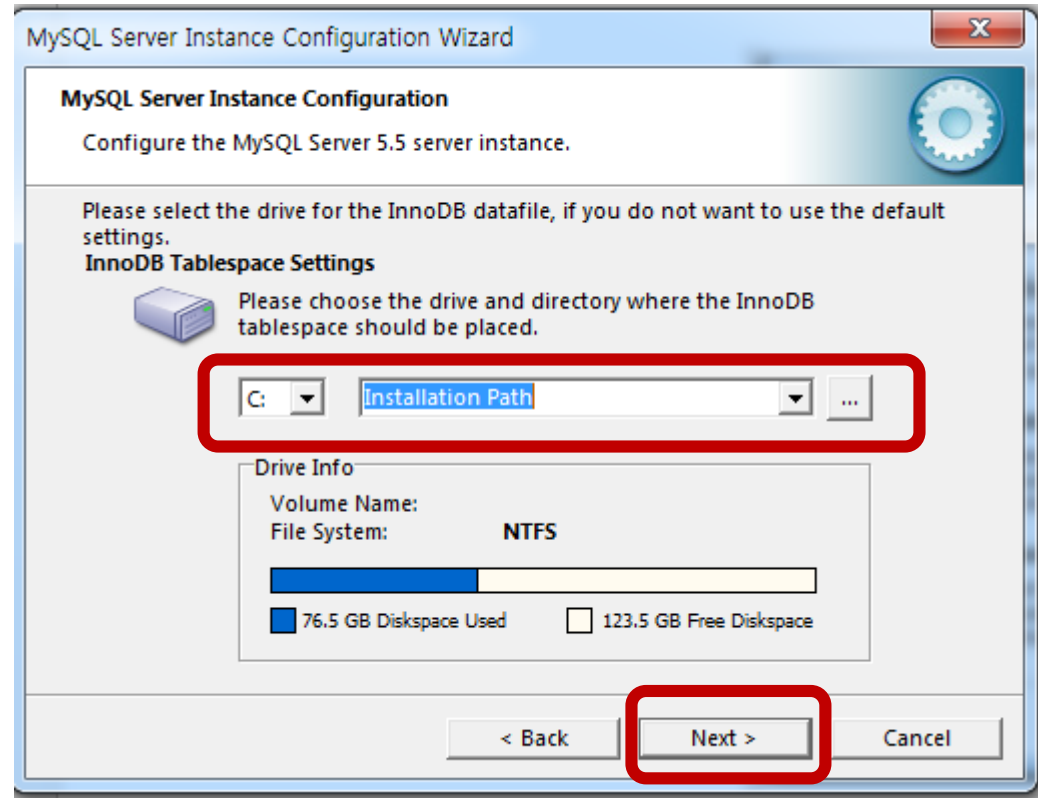 MySQL Server Instance Configuration Wizard
MySQL Server Instance Configuration
Configure the MySQL Server 5.5 server instance.
Please select the drive for the InnoDB datafile, if you do not want to use the default
settings.
InnoDB Tablespace Settings
Please choose the drive and directory where the InnoDB
tablespace should be placed.
C: Installation Path ...
Drive Info
Volume Name:
File System: NTFS
76.5 GB Diskspace Used 123.5 GB Free Diskspace
< Back Next > Cancel